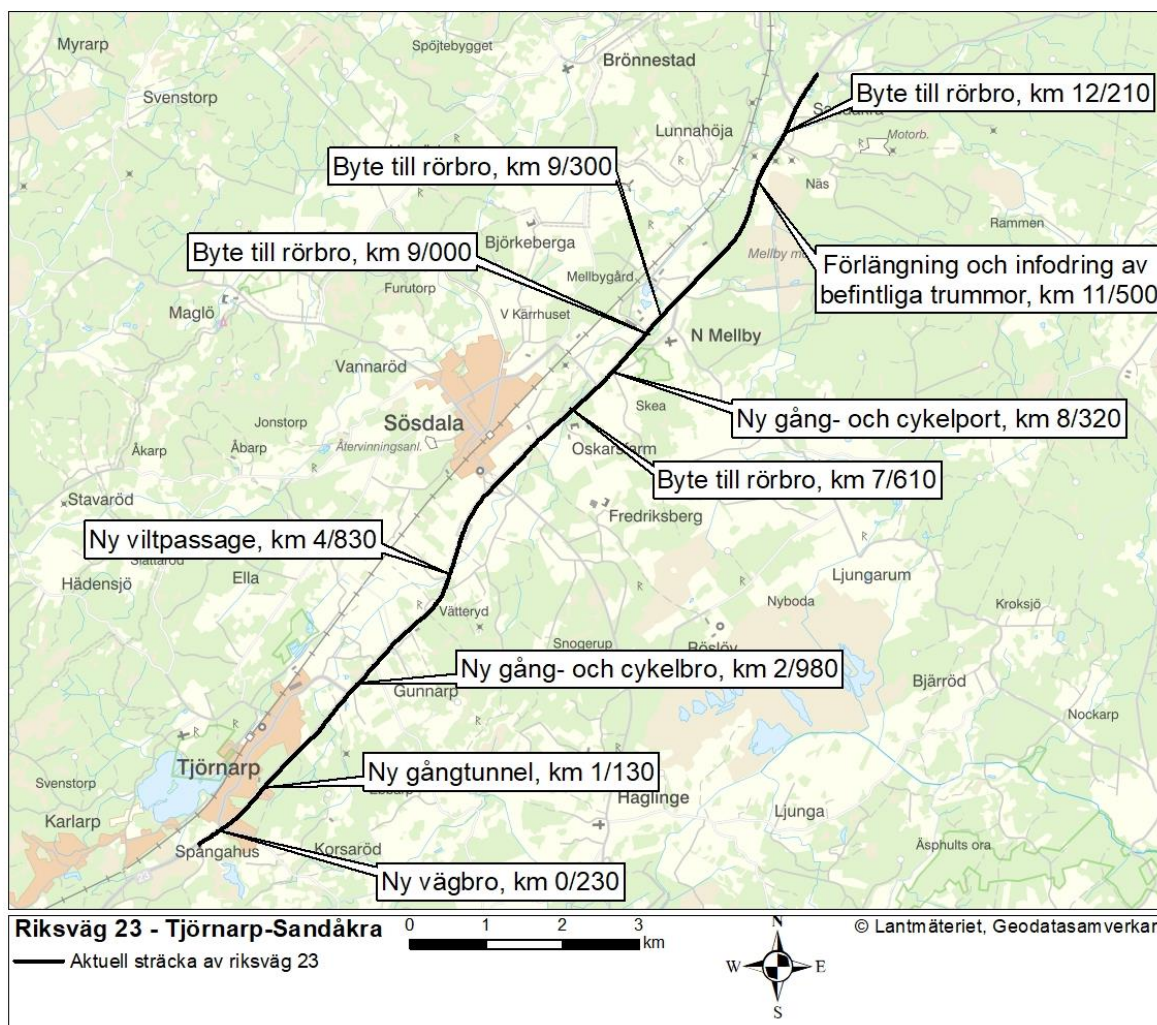 Myrarp
Spöjtebygget
Brönnestad
Svenstorp
Byte till rörbro, km 12/210
Lunnahöja
Motorb.
Byte till rörbro, km 9/300
Näs
Rammen
Björkeberga
Byte till rörbro, km 9/000
Mellbygård
Förlängning och infodring av
befintliga trummor, km 11/500
Furutorp
Maglö
V Kärrhuset
N Mellby
Vannaröd
Skea
Sösdala
Ny gång- och cykelport, km 8/320
Jonstorp
Åkarp
Åbarp
Återvinningsanl.
Byte till rörbro, km 7/610
Stavaröd
Fredriksberg
Ny viltpassage, km 4/830
Hädensjö
Ella
Ljungarum
Vätteryd
Nyboda
Kroksjö
Snogerup
Ny gång- och cykelbro, km 2/980
Gunnarp
Bjärröd
Nockarp
Tjörnarp
Ny gångtunnel, km 1/130
Svenstorp
Häglinge
Ljunga
Karlarp
Spångahus
Korsaröd
Äsphults ora
Ny vägbro, km 0/230
Riksväg 23 - Tjörnarp-Sandåkra
0 1 2 3
km
N
W E
S
© Lantmäteriet, Geodatasamverkan
Aktuell sträcka av riksväg 23